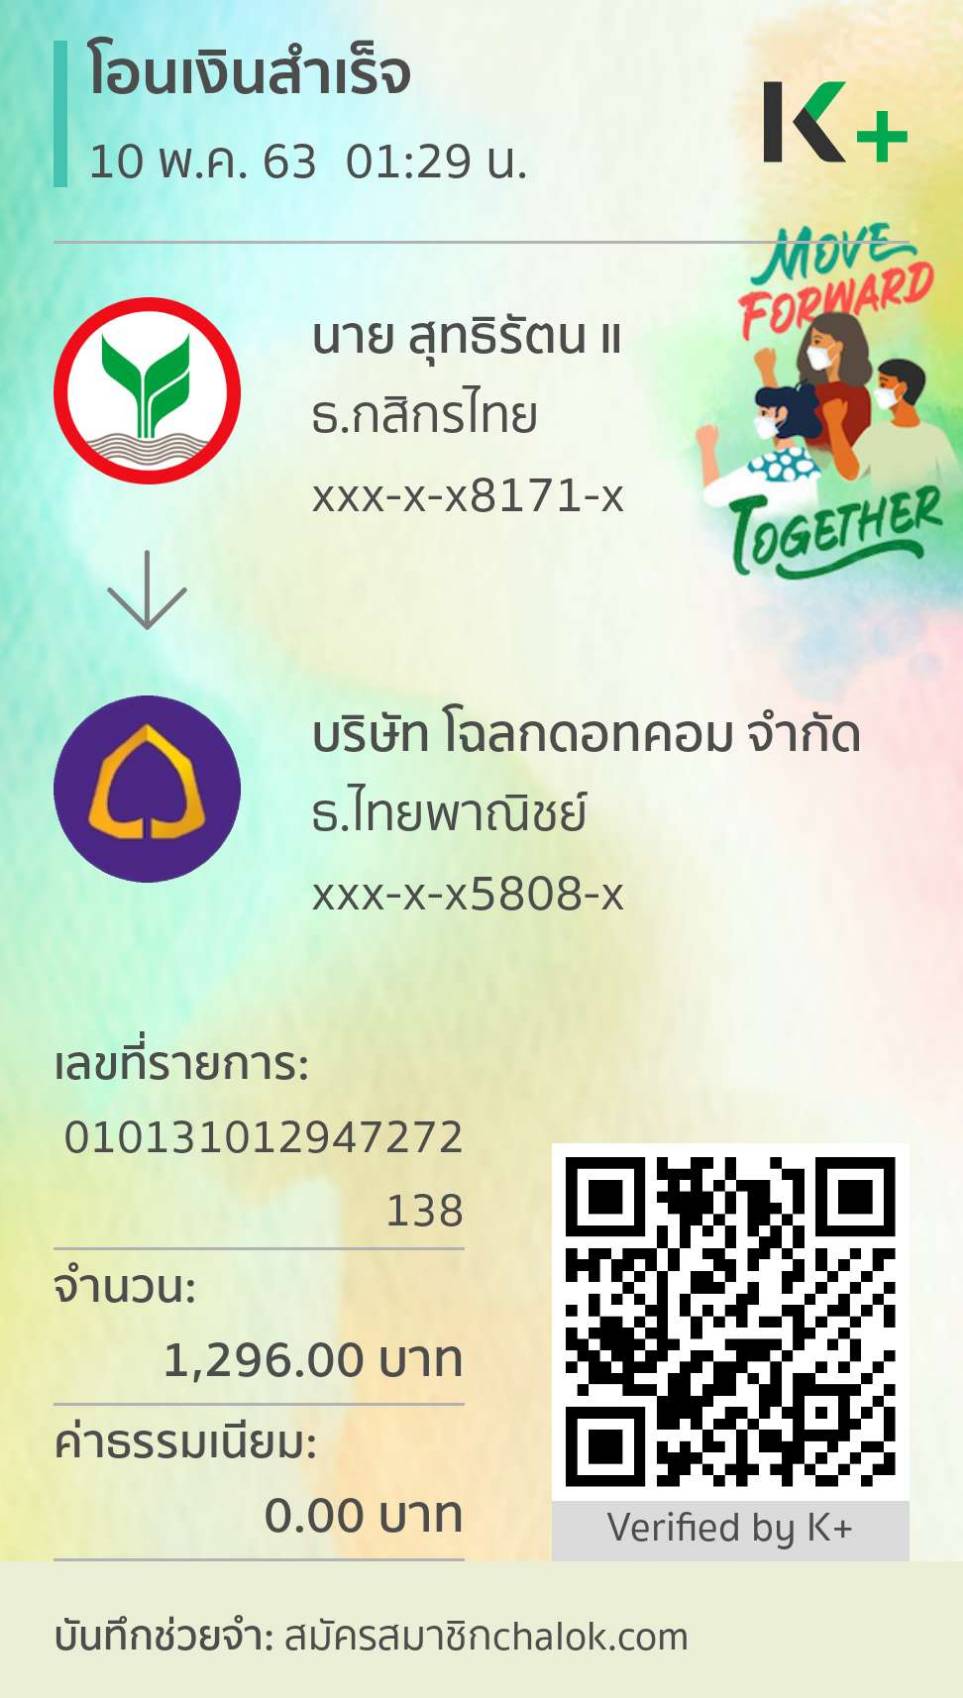 โอนเงินสำเร็จ
10 พ.ค. 63 01:29 น.
K+
MOVE
FORWARD
TOGETHER
นาย สุทธิรัตน แ
ธ.กสิกรไทย
xxx-x-x8171-x
บริษัท โฉลกดอทคอม จำกัด
ธ.ไทยพาณิชย์
xxx-x-x5808-x
เลขที่รายการ:
010131012947272
138
จำนวน:
1,296.00 บาท
ค่าธรรมเนียม:
0.00 บาท
Verified by K+
บันทึกช่วยจำ: สมัครสมาชิกchalok.com